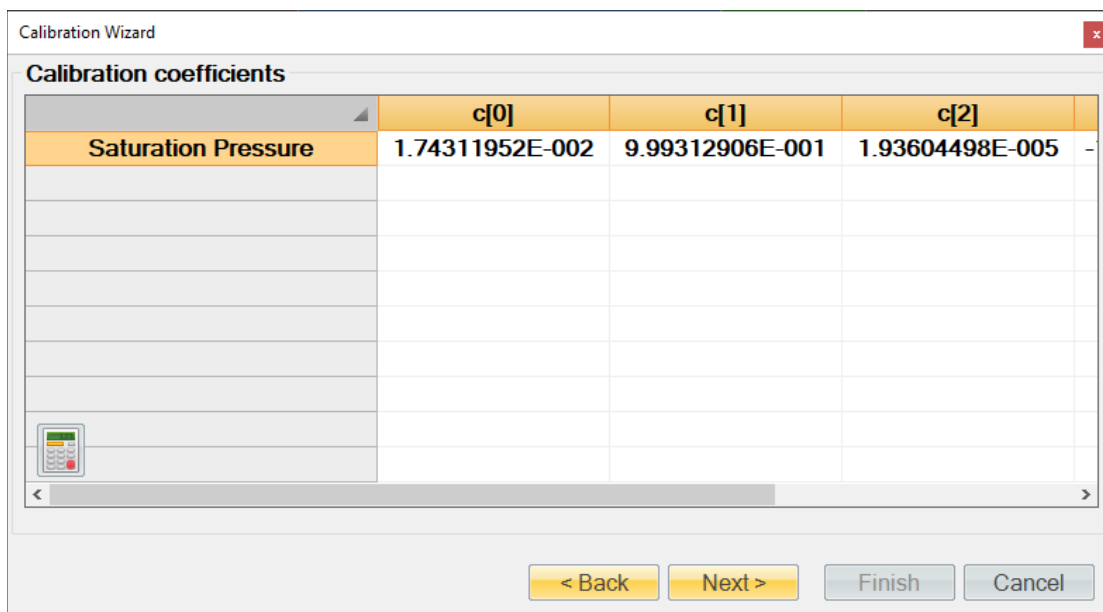 Calibration Wizard
x
Calibration coefficients
c[0] c[1] c[2]
Saturation Pressure 1.74311952E-002 9.99312906E-001 1.93604498E-005 -
< >
< Back Next > Finish Cancel